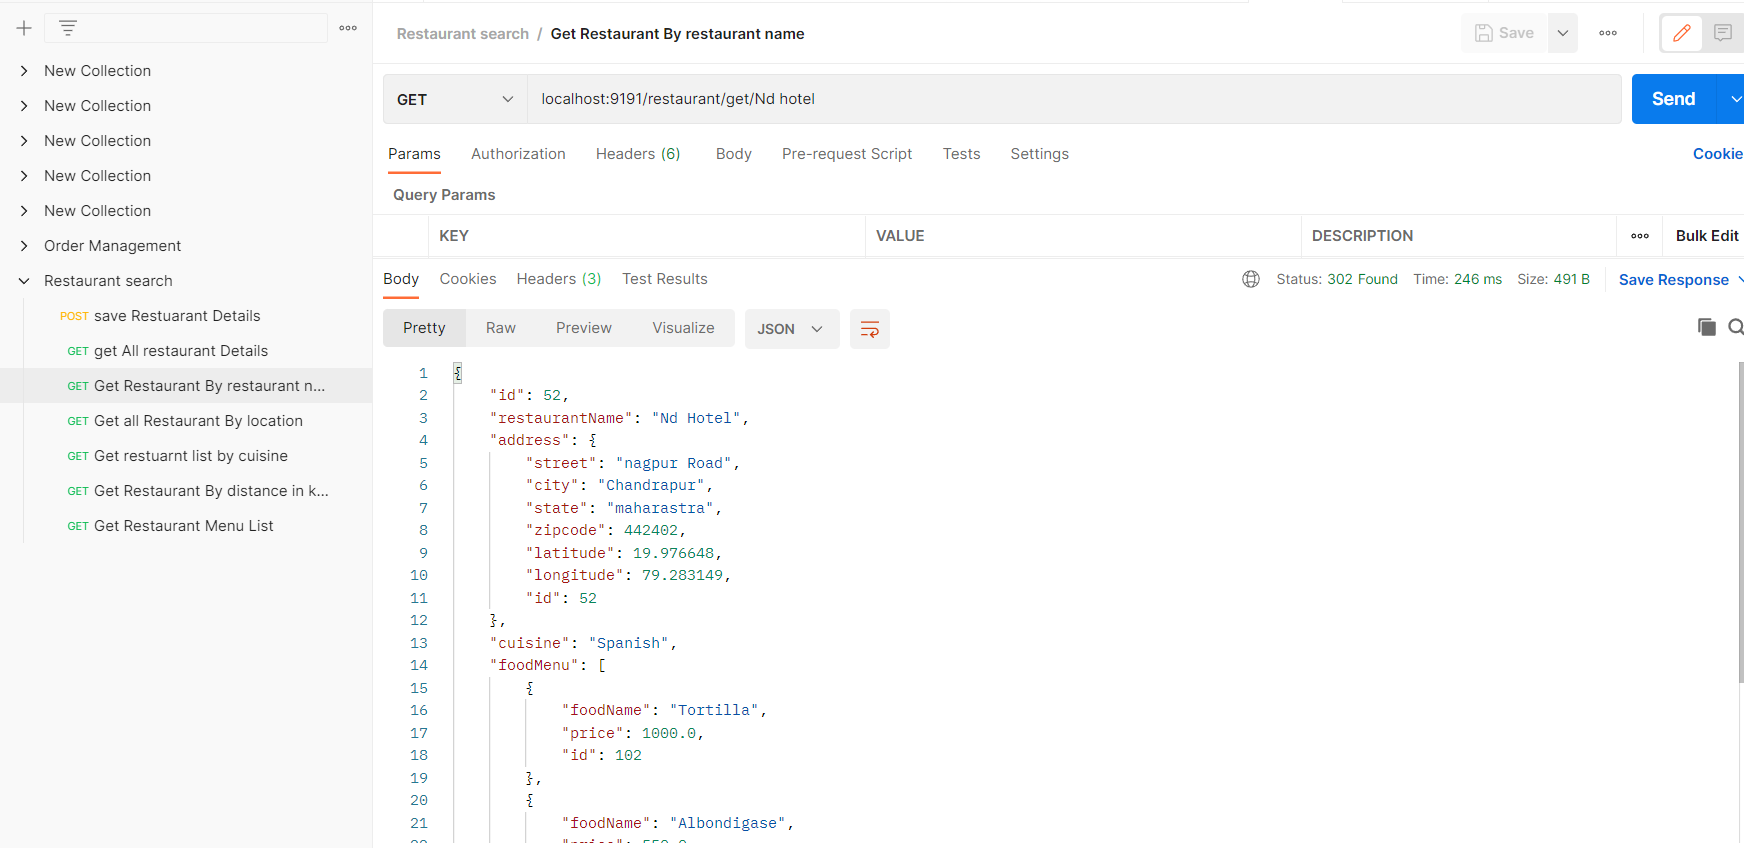 New Collection
New Collection
New Collection
New Collection
New Collection
Order Management
Restaurant search
POST save Restuarant Details
GET get All restaurant Details
GET Get Restaurant By restaurant n...
GET Get all Restaurant By location
GET Get restuarnt list by cuisine
GET Get Restaurant By distance in k...
GET Get Restaurant Menu List
Restaurant search / Get Restaurant By restaurant name
Save
GET localhost:9191/restaurant/get/Nd hotel
Send
Params Authorization Headers (6) Body Pre-request Script Tests Settings
Cookie
Query Params
KEY VALUE DESCRIPTION Bulk Edit
Body Cookies Headers (3) Test Results
Status: 302 Found Time: 246 ms Size: 491 B Save Response
Pretty Raw Preview Visualize JSON
1 {
2 "id": 52,
3 "restaurantName": "Nd Hotel",
4 "address": {
5 "street": "nagpur Road",
6 "city": "Chandrapur",
7 "state": "maharastra",
8 "zipcode": 442402,
9 "latitude": 19.976648,
10 "longitude": 79.283149,
11 "id": 52
12 },
13 "cuisine": "Spanish",
14 "foodMenu": [
15 {
16 "foodName": "Tortilla",
17 "price": 1000.0,
18 "id": 102
19 },
20 {
21 "foodName": "Albondigase",